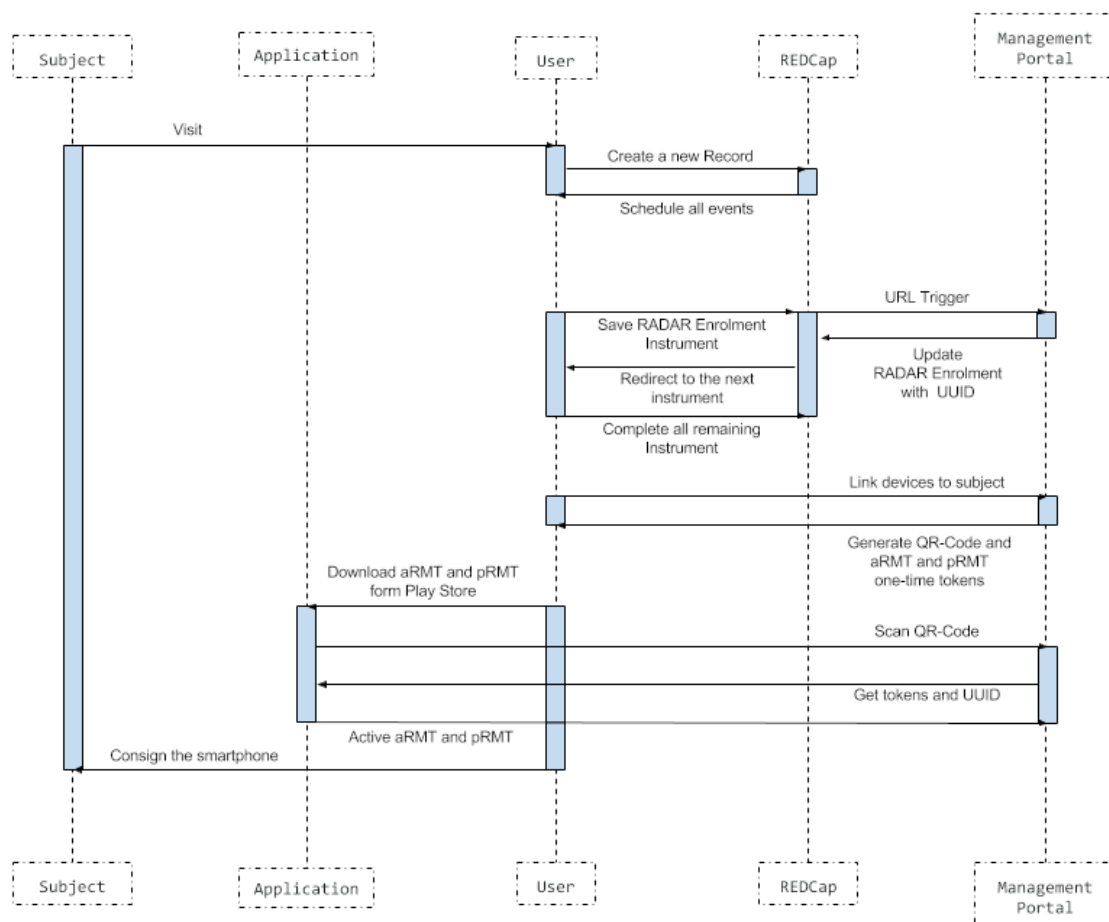 Subject
Application
User
REDCap
Management
Portal
Visit
Create a new Record
Schedule all events
URL Trigger
Save RADAR Enrolment
Instrument
Update
RADAR Enrolment
with UUID
Redirect to the next
instrument
Complete all remaining
Instrument
Link devices to subject
Generate QR-Code and
aRMT and pRMT
one-time tokens
Download aRMT and pRMT
form Play Store
Scan QR-Code
Get tokens and UUID
Active aRMT and pRMT
Consign the smartphone
Subject
Application
User
REDCap
Management
Portal